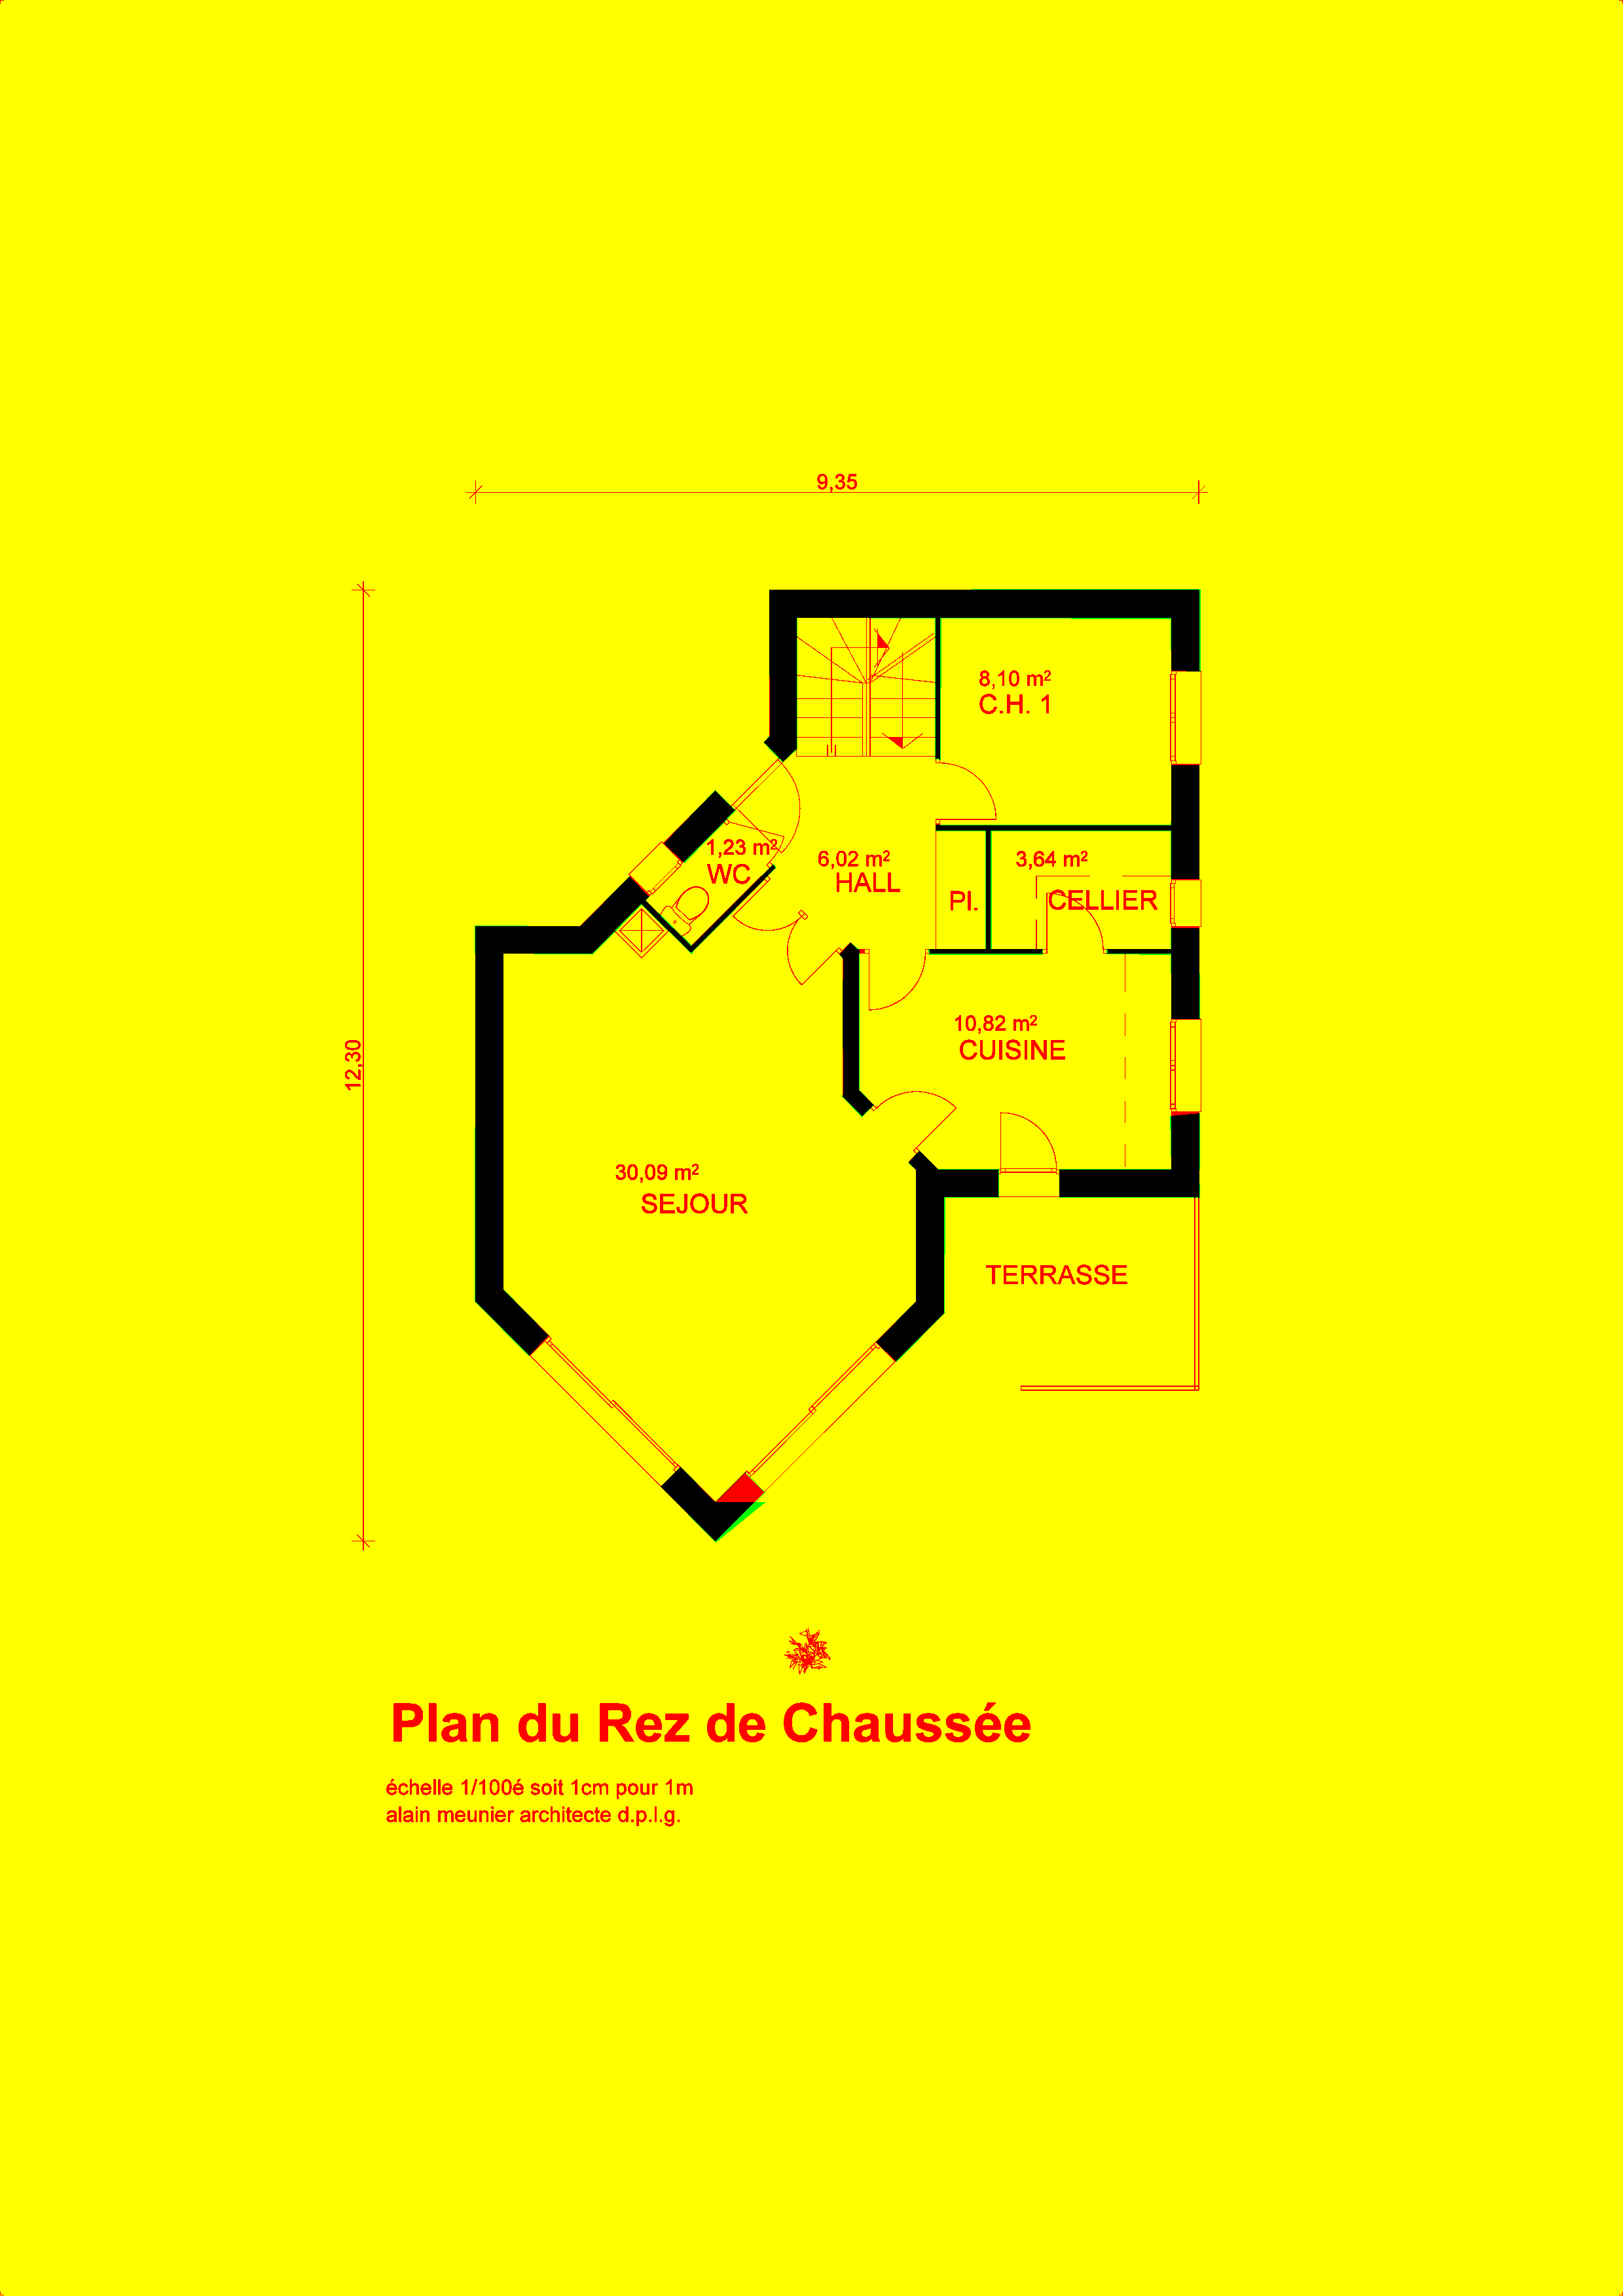 9,35
8,10 m²
C.H. 1
1,23 m²
WC
6,02 m²
HALL
3,64 m²
Pl.
CELLIER
10,82 m²
CUISINE
12,30
30,09 m²
SEJOUR
TERRASSE
Plan du Rez de Chaussée
échelle 1/100é soit 1cm pour 1m
alain meunier architecte d.p.l.g.